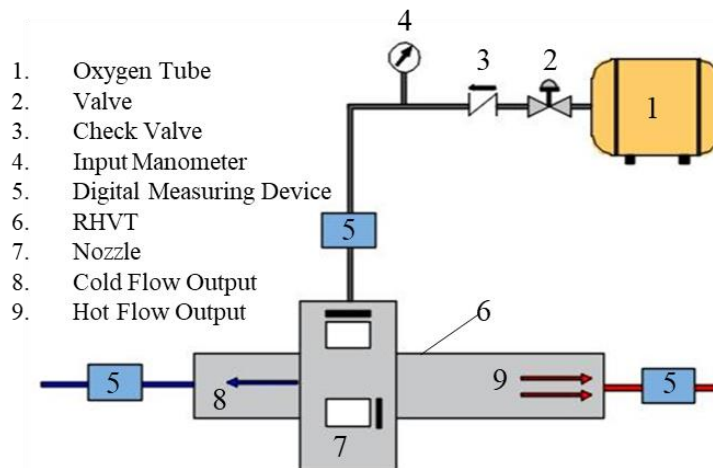 1. Oxygen Tube
2. Valve
3. Check Valve
4. Input Manometer
5. Digital Measuring Device
6. RHVT
7. Nozzle
8. Cold Flow Output
9. Hot Flow Output
4
3
2
1
5
6
5
8
7
9
5